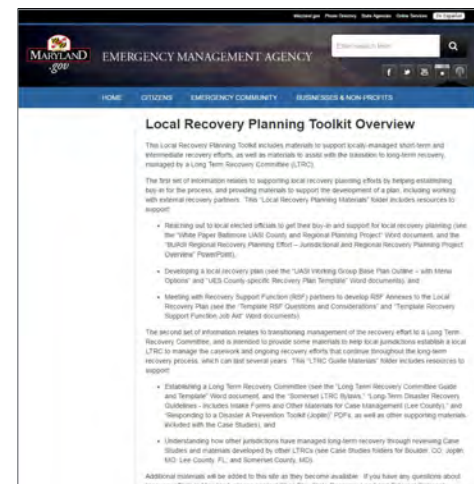 Maryland.gov Phone Directory State Agencies Online Services En Español
MARYLAND
.gov
EMERGENCY MANAGEMENT AGENCY
HOME CITIZENS EMERGENCY COMMUNITY BUSINESSES & NON-PROFITS
Local Recovery Planning Toolkit Overview
This Local Recovery Planning Toolkit includes materials to support locally-managed short-term and
intermediate recovery efforts, as well as materials to assist with the transition to long-term recovery,
managed by a Long Term Recovery Committee (LTRC).
The first set of information relates to supporting local recovery planning efforts by helping establishing
buy-in for the process, and providing materials to support the development of a plan, including working
with external recovery partners. This "Local Recovery Planning Materials" folder includes resources to
support:
• Reaching out to local elected officials to get their buy-in and support for local recovery planning (see
the "White Paper Baltimore UASI County and Regional Planning Project" Word document, and the
"BUASI Regional Recovery Planning Effort – Jurisdictional and Regional Recovery Planning Project
Overview" PowerPoint),
• Developing a local recovery plan (see the "UASI Working Group Base Plan Outline – with Menu
Options" and "UES County-specific Recovery Plan Template" Word documents), and
• Meeting with Recovery Support Function (RSF) partners to develop RSF Annexes to the Local
Recovery Plan (see the "Template RSF Questions and Considerations" and "Template Recovery
Support Function Job Aid" Word documents).
The second set of information relates to transitioning management of the recovery effort to a Long Term
Recovery Committee, and is intended to provide some materials to help local jurisdictions establish a local
LTRC to manage the casework and ongoing recovery efforts that continue throughout the long-term
recovery process, which can last several years. This "LTRC Guide Materials" folder includes resources to
support:
• Establishing a Long Term Recovery Committee (see the "Long Term Recovery Committee Guide
and Template" Word document, and the "Somerset LTRC Bylaws," "Long-Term Disaster Recovery
Guidelines - includes Intake Forms and Other Materials for Case Management (Lee County)," and
"Responding to a Disaster & Prevention Toolkit (Joplin)" PDFs, as well as other supporting materials
included with the Case Studies), and
• Understanding how other jurisdictions have managed long-term recovery through reviewing Case
Studies and materials developed by other LTRCs (see Case Studies folders for Boulder, CO; Joplin,
MO; Lee County, FL; and Somerset County, MD).
Additional materials will be added to this site as they become available. If you have any questions about